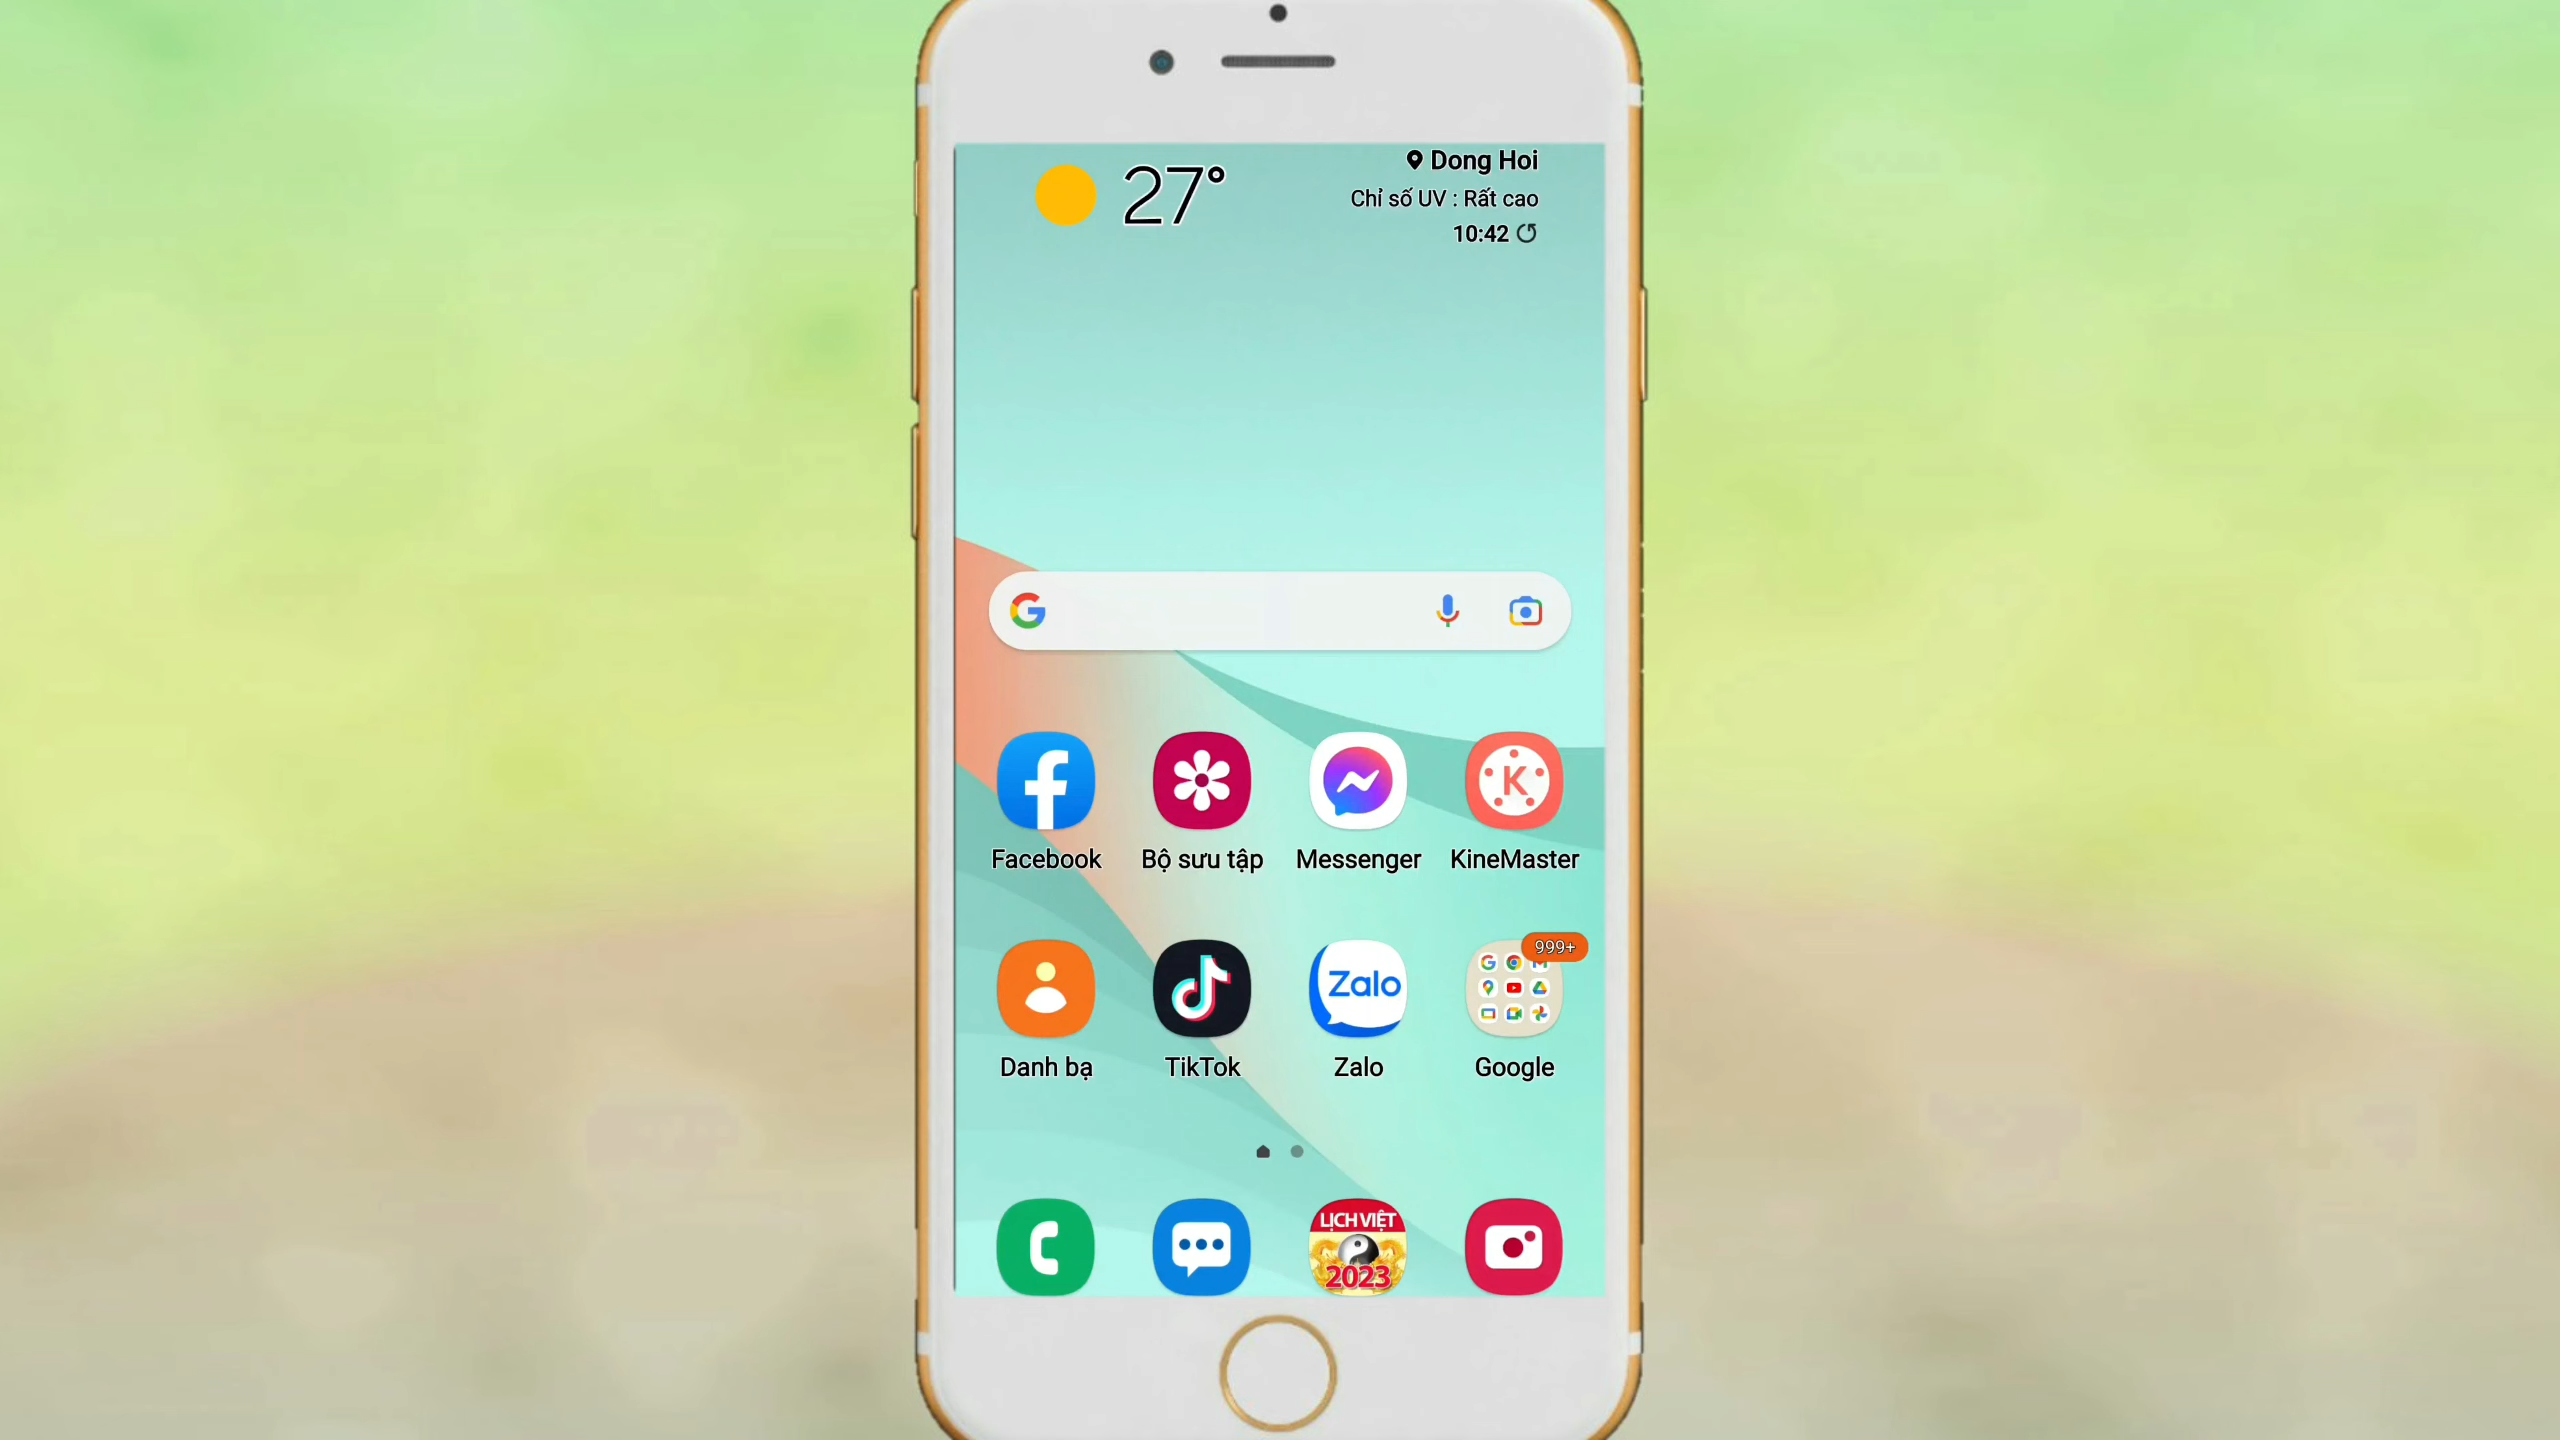 27°
Dong Hoi
Chỉ số UV : Rất cao
10:42
Facebook
Bộ sưu tập
Messenger
KineMaster
K
Zalo
999+
Danh bạ
TikTok
Zalo
Google
LỊCH VIỆT
2023